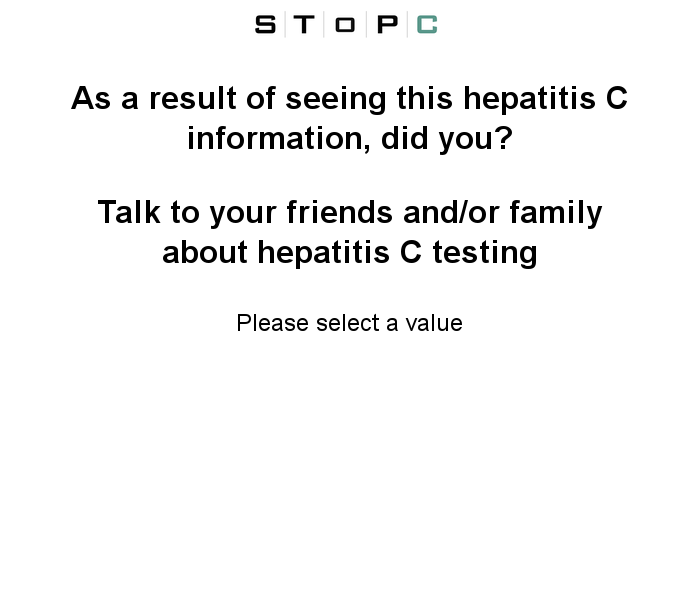 STOPC
As a result of seeing this hepatitis C
information, did you?
Talk to your friends and/or family
about hepatitis C testing
Please select a value